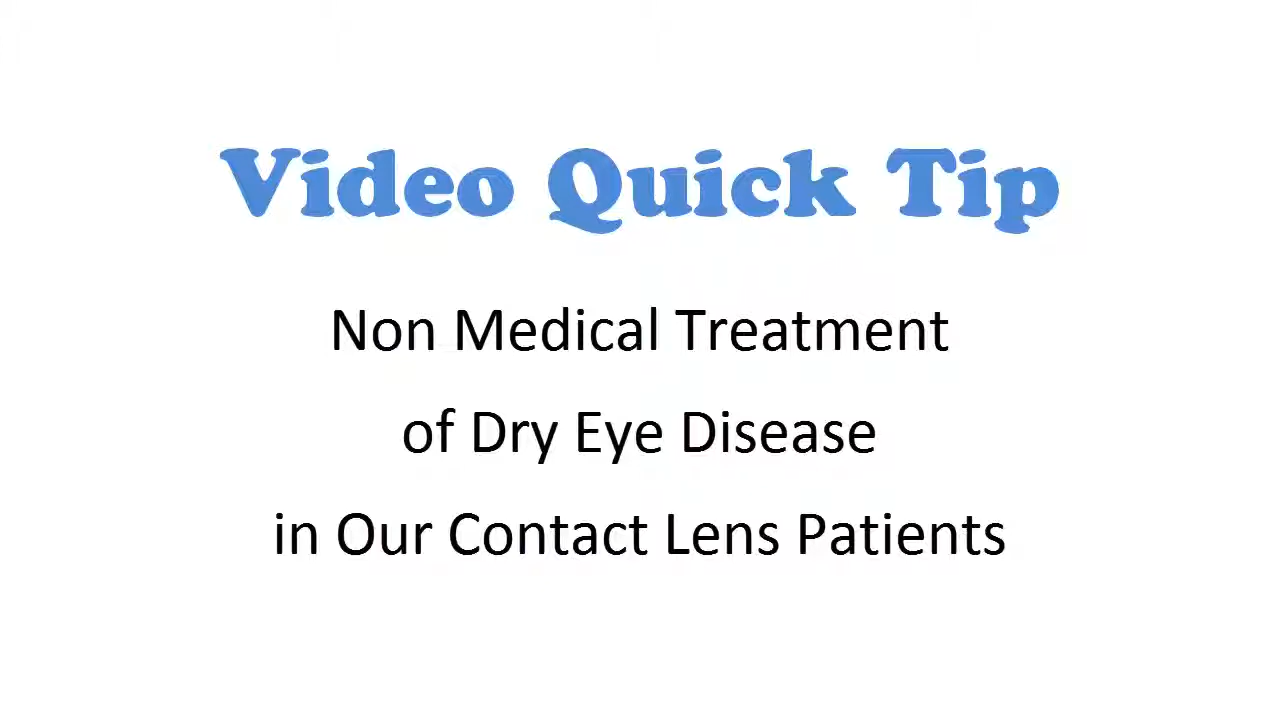 Video Quick Tip
Non Medical Treatment
of Dry Eye Disease
in Our Contact Lens Patients